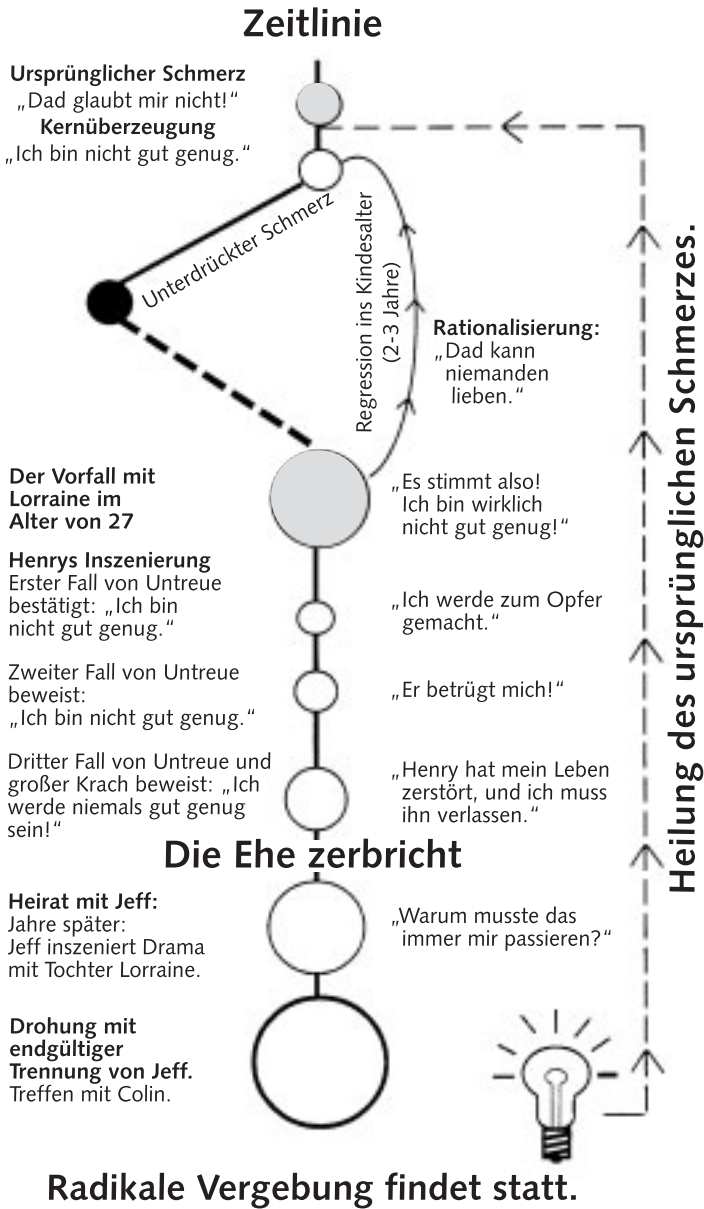 Zeitlinie
Ursprünglicher Schmerz
„Dad glaubt mir nicht!“
Kernüberzeugung
„Ich bin nicht gut genug.“
Unterdrückter Schmerz
Regression ins Kindesalter
(2-3 Jahre)
Rationalisierung:
„Dad kann
niemanden
lieben.“
Heilung des ursprünglichen Schmerzes.
Der Vorfall mit
Lorraine im
Alter von 27
„Es stimmt also!
Ich bin wirklich
nicht gut genug!“
Henrys Inszenierung
Erster Fall von Untreue
bestätigt: „Ich bin
nicht gut genug.“
„Ich werde zum Opfer
gemacht.“
Zweiter Fall von Untreue
beweist:
„Ich bin nicht gut genug.“
„Er betrügt mich!“
Dritter Fall von Untreue und
großer Krach beweist: „Ich
werde niemals gut genug
sein!“
„Henry hat mein Leben
zerstört, und ich muss
ihn verlassen.“
Die Ehe zerbricht
Heirat mit Jeff:
Jahre später:
Jeff inszeniert Drama
mit Tochter Lorraine.
„Warum musste das
immer mir passieren?“
Drohung mit
endgültiger
Trennung von Jeff.
Treffen mit Colin.
Radikale Vergebung findet statt.